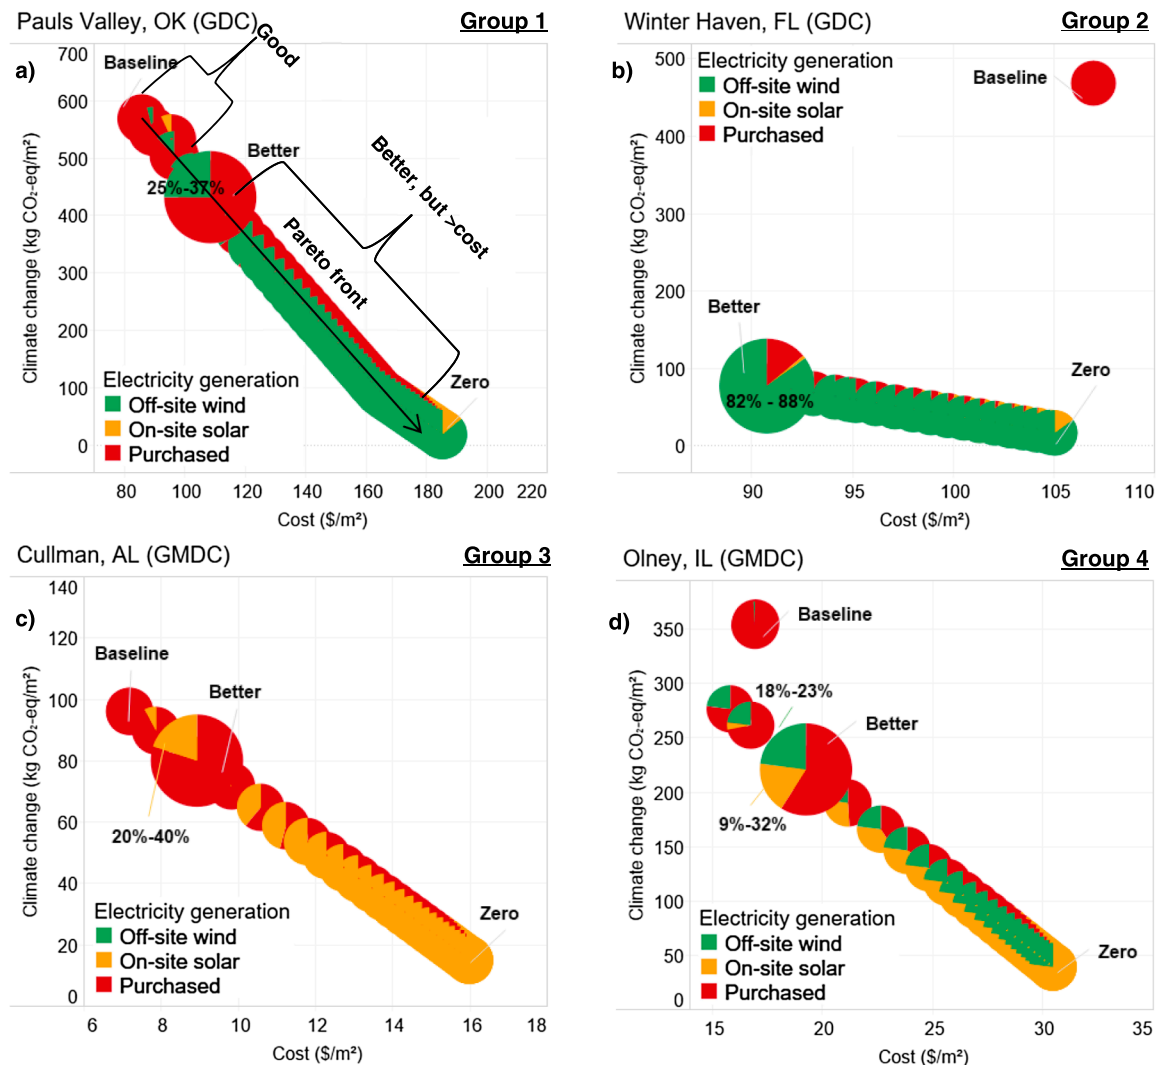 Pauls Valley, OK (GDC)
Group 1
a)
Good
Baseline
Better
Better, but >cost
25%-37%
Pareto front
Zero
Electricity generation
Off-site wind
On-site solar
Purchased
Climate change (kg CO₂-eq/m²)
700
600
500
400
300
200
100
0
80 100 120 140 160 180 200 220
Cost ($/m²)
Winter Haven, FL (GDC)
Group 2
b)
Electricity generation
Off-site wind
On-site solar
Purchased
Baseline
Better
82% - 88%
Zero
Climate change (kg CO₂-eq/m²)
500
400
300
200
100
0
90 95 100 105 110
Cost ($/m²)
Cullman, AL (GMDC)
Group 3
c)
Baseline
Better
20%-40%
Zero
Electricity generation
Off-site wind
On-site solar
Purchased
Climate change (kg CO₂-eq/m²)
140
120
100
80
60
40
20
0
6 8 10 12 14 16 18
Cost ($/m²)
Olney, IL (GMDC)
Group 4
d)
Baseline
18%-23%
Better
9%-32%
Zero
Electricity generation
Off-site wind
On-site solar
Purchased
Climate change (kg CO₂-eq/m²)
350
300
250
200
150
100
50
0
15 20 25 30 35
Cost ($/m²)